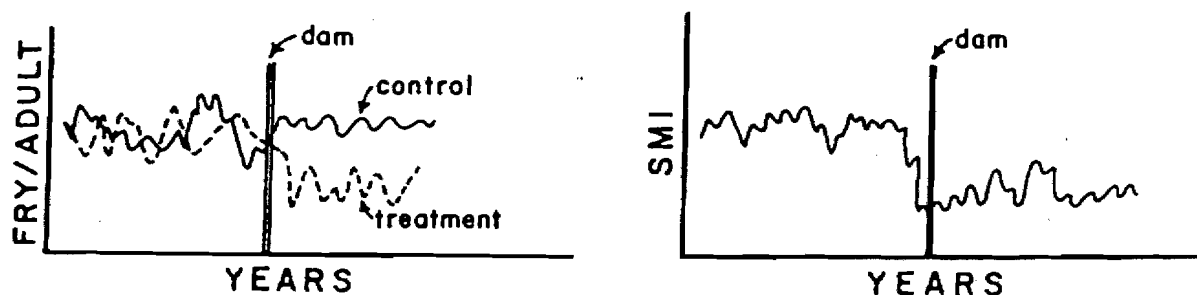 FRY/ADULT
dam
control
treatment
YEARS
SMI
dam
YEARS